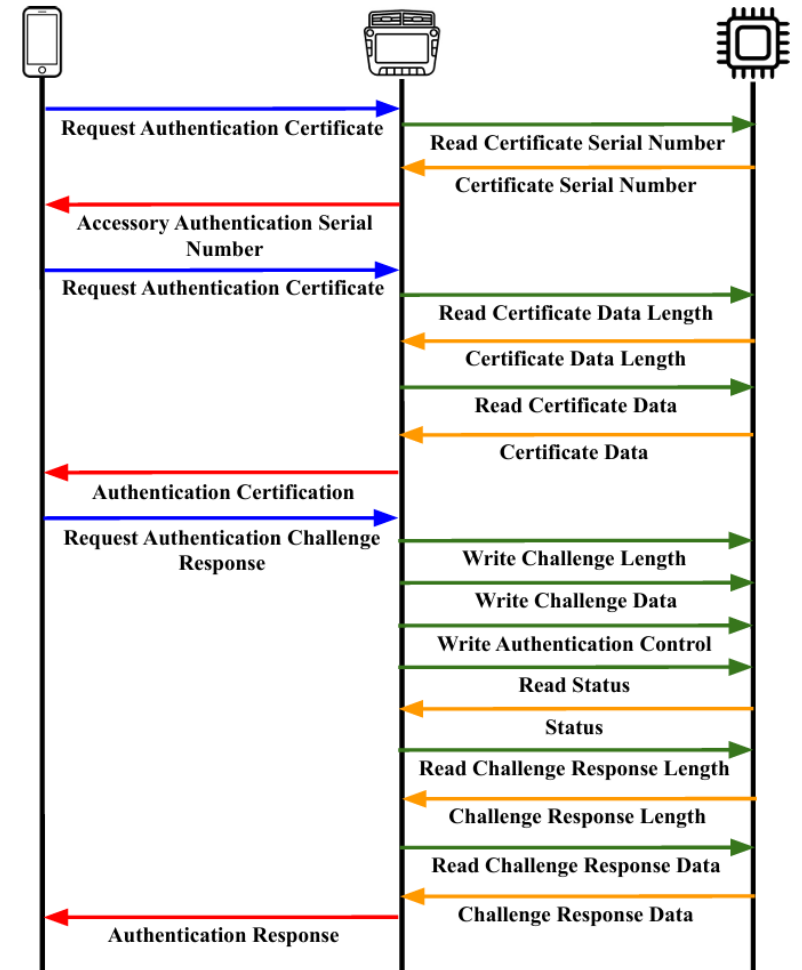 Request Authentication Certificate
Read Certificate Serial Number
Certificate Serial Number
Accessory Authentication Serial
Number
Request Authentication Certificate
Read Certificate Data Length
Certificate Data Length
Read Certificate Data
Certificate Data
Authentication Certification
Request Authentication Challenge
Response
Write Challenge Length
Write Challenge Data
Write Authentication Control
Read Status
Status
Read Challenge Response Length
Challenge Response Length
Read Challenge Response Data
Challenge Response Data
Authentication Response